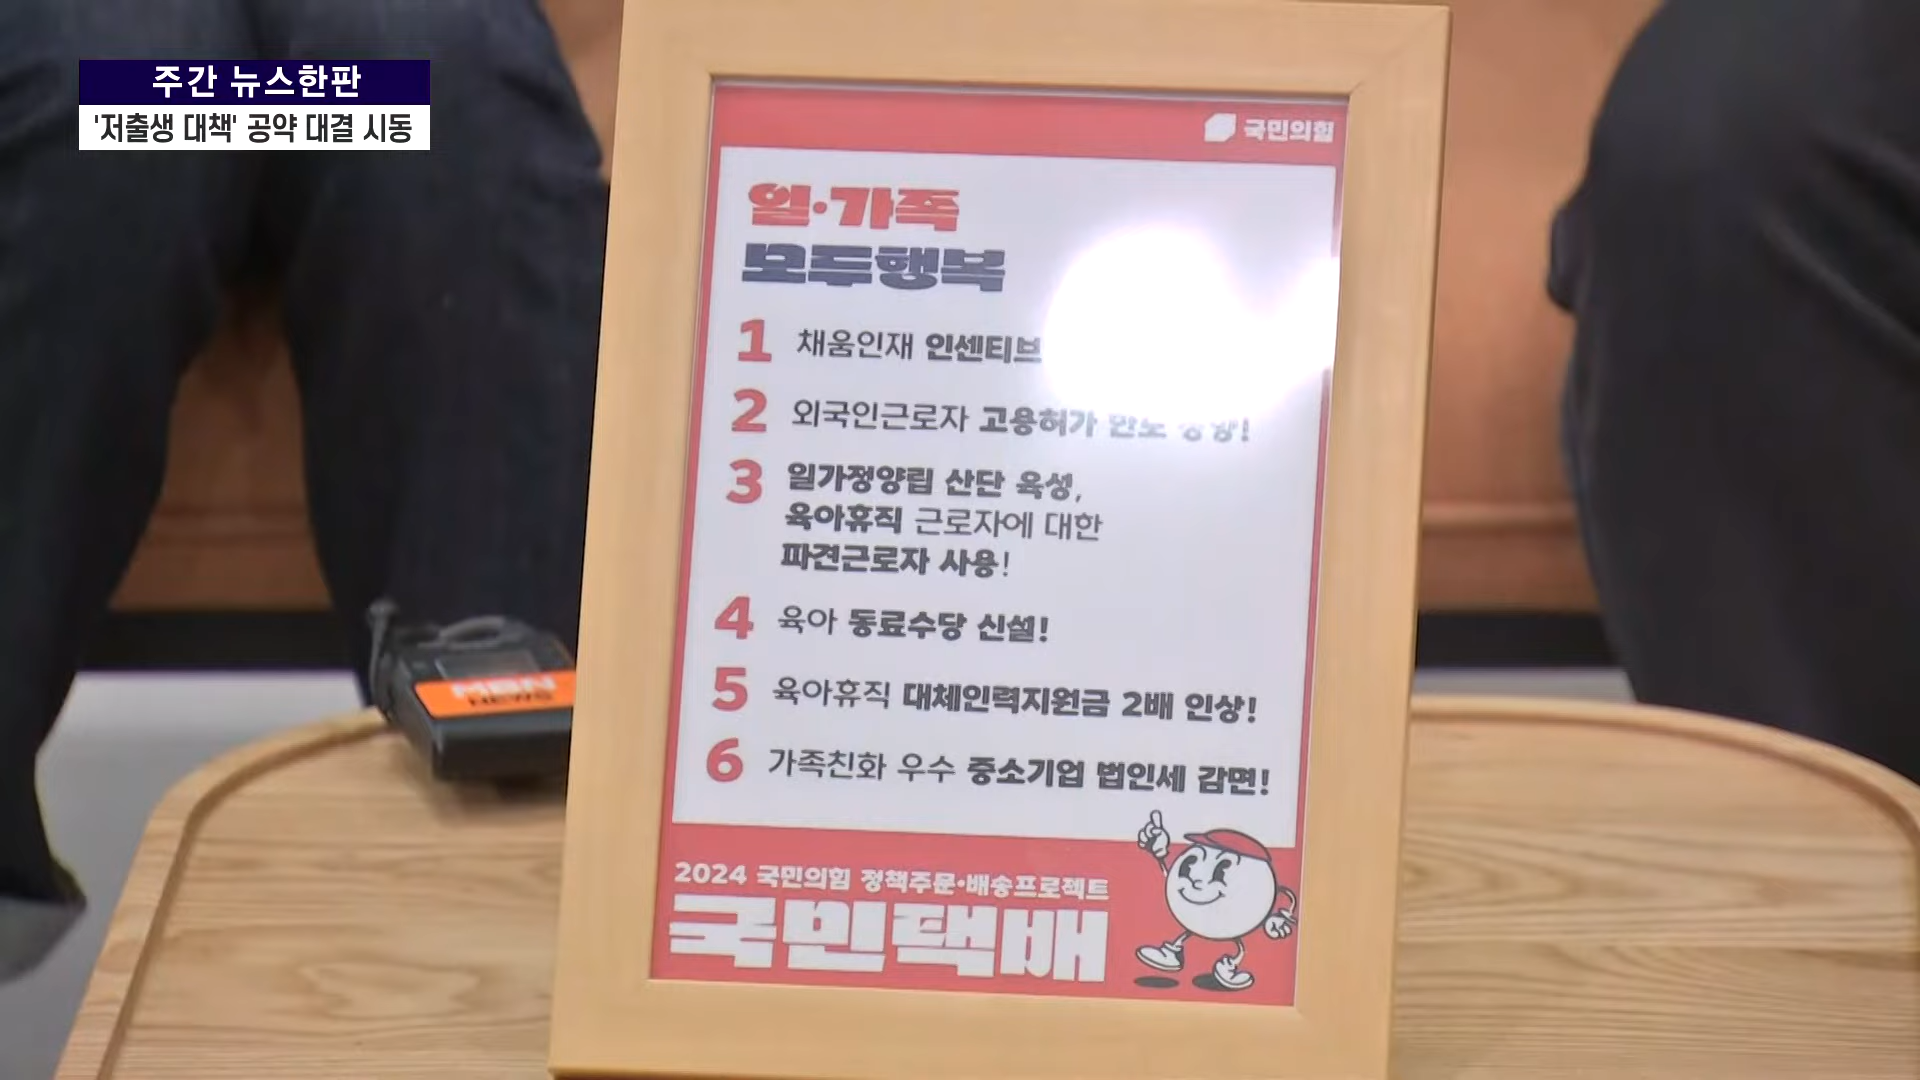 주간 뉴스한판
'저출생 대책' 공약 대결 시동
국민의힘
일·가족
모두행복
1 채움인재 인센티브
2 외국인근로자 고용허가 한도 상향!
3 일가정양립 산단 육성,
육아휴직 근로자에 대한
파견근로자 사용!
4 육아 동료수당 신설!
5 육아휴직 대체인력지원금 2배 인상!
6 가족친화 우수 중소기업 법인세 감면!
MBN
NEWS
2024 국민의힘 정책주문·배송프로젝트
국민택배